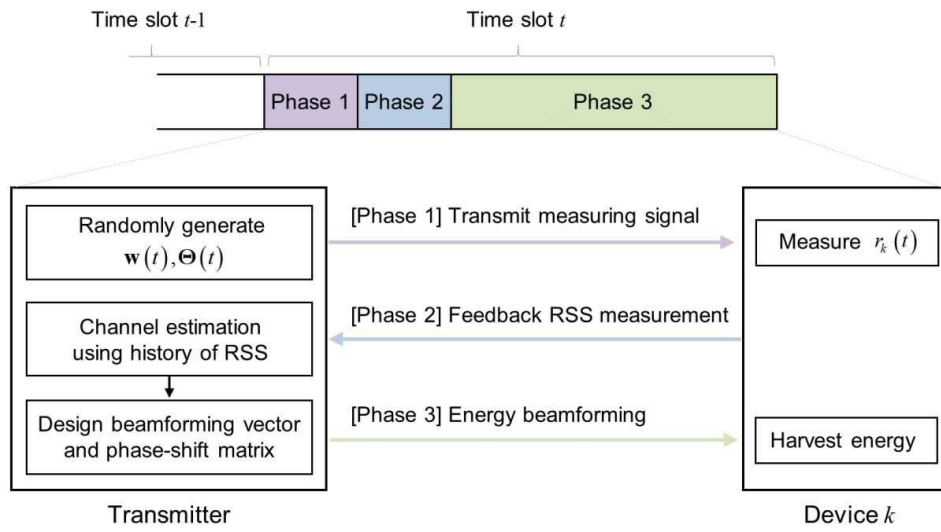 Time slot t-1
Time slot t
Phase 1
Phase 2
Phase 3
Randomly generate
w(t),Θ(t)
[Phase 1] Transmit measuring signal
Measure r_k(t)
Channel estimation
using history of RSS
[Phase 2] Feedback RSS measurement
Design beamforming vector
and phase-shift matrix
[Phase 3] Energy beamforming
Harvest energy
Transmitter
Device k